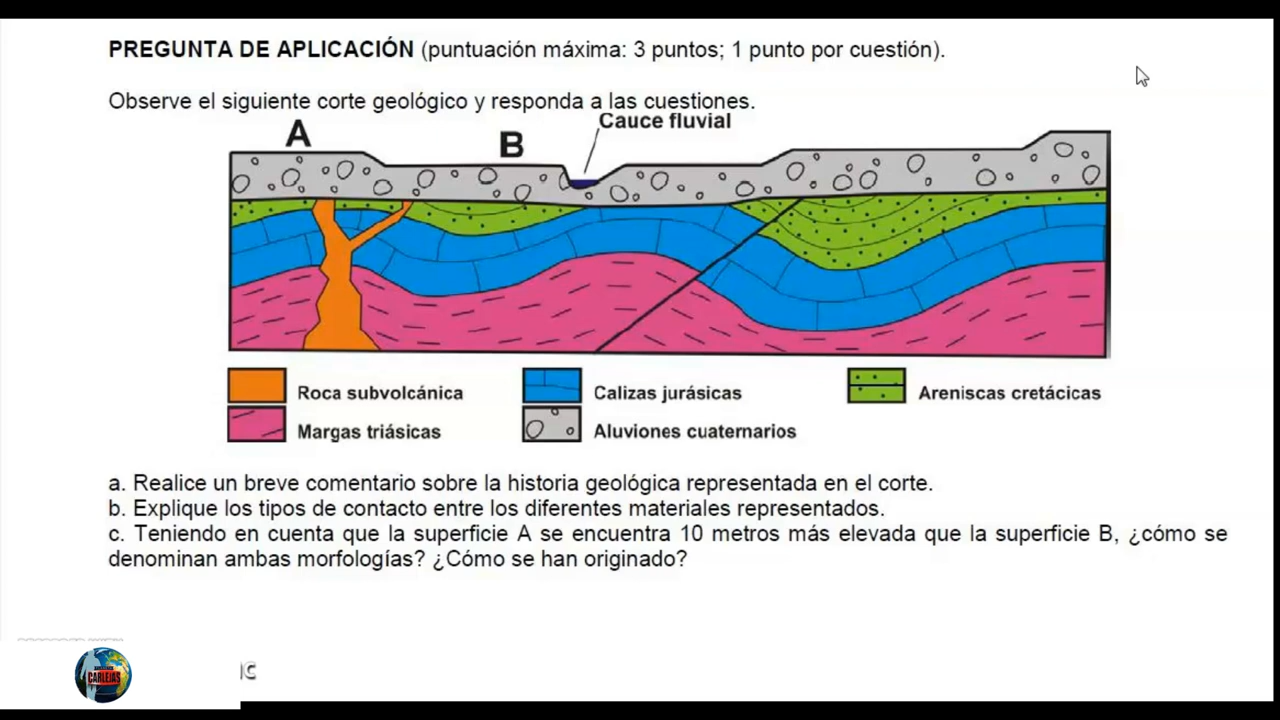 PREGUNTA DE APLICACIÓN (puntuación máxima: 3 puntos; 1 punto por cuestión).
Observe el siguiente corte geológico y responda a las cuestiones.
Cauce fluvial
A
B
Roca subvolcánica
Calizas jurásicas
Areniscas cretácicas
Margas triásicas
Aluviones cuaternarios
a. Realice un breve comentario sobre la historia geológica representada en el corte.
b. Explique los tipos de contacto entre los diferentes materiales representados.
c. Teniendo en cuenta que la superficie A se encuentra 10 metros más elevada que la superficie B, ¿cómo se
denominan ambas morfologías? ¿Cómo se han originado?
CARLEJAS